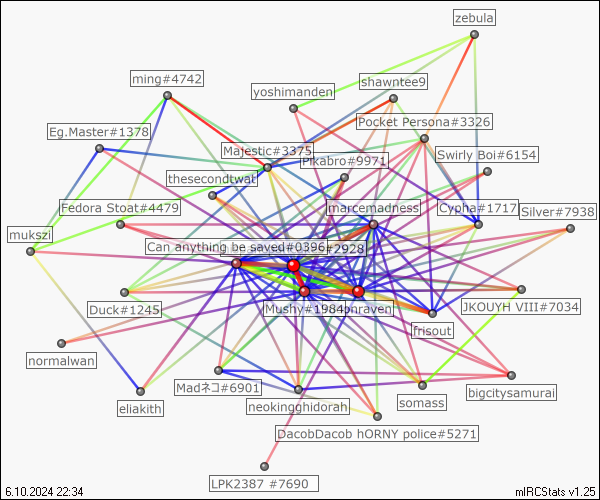 zebula
ming#4742
shawntee9
yoshimanden
Pocket Persona#3326
Eg.Master#1378
Majestic#3375
Pikabro#9971
Swirly Boi#6154
thesecondtwat
Fedora Stoat#4479
marcemadness
Cypha#1717
Silver#7938
mukszi
Can anything be saved#0396
#2928
Duck#1245
Mushy#1984
phraven
JKOUYH VIII#7034
frisout
normalwan
Madネコ#6901
eliakith
neokingghidorah
somass
bigcitysamurai
DacobDacob hORNY police#5271
LPK2387 #7690
6.10.2024 22:34
mIRCStats v1.25